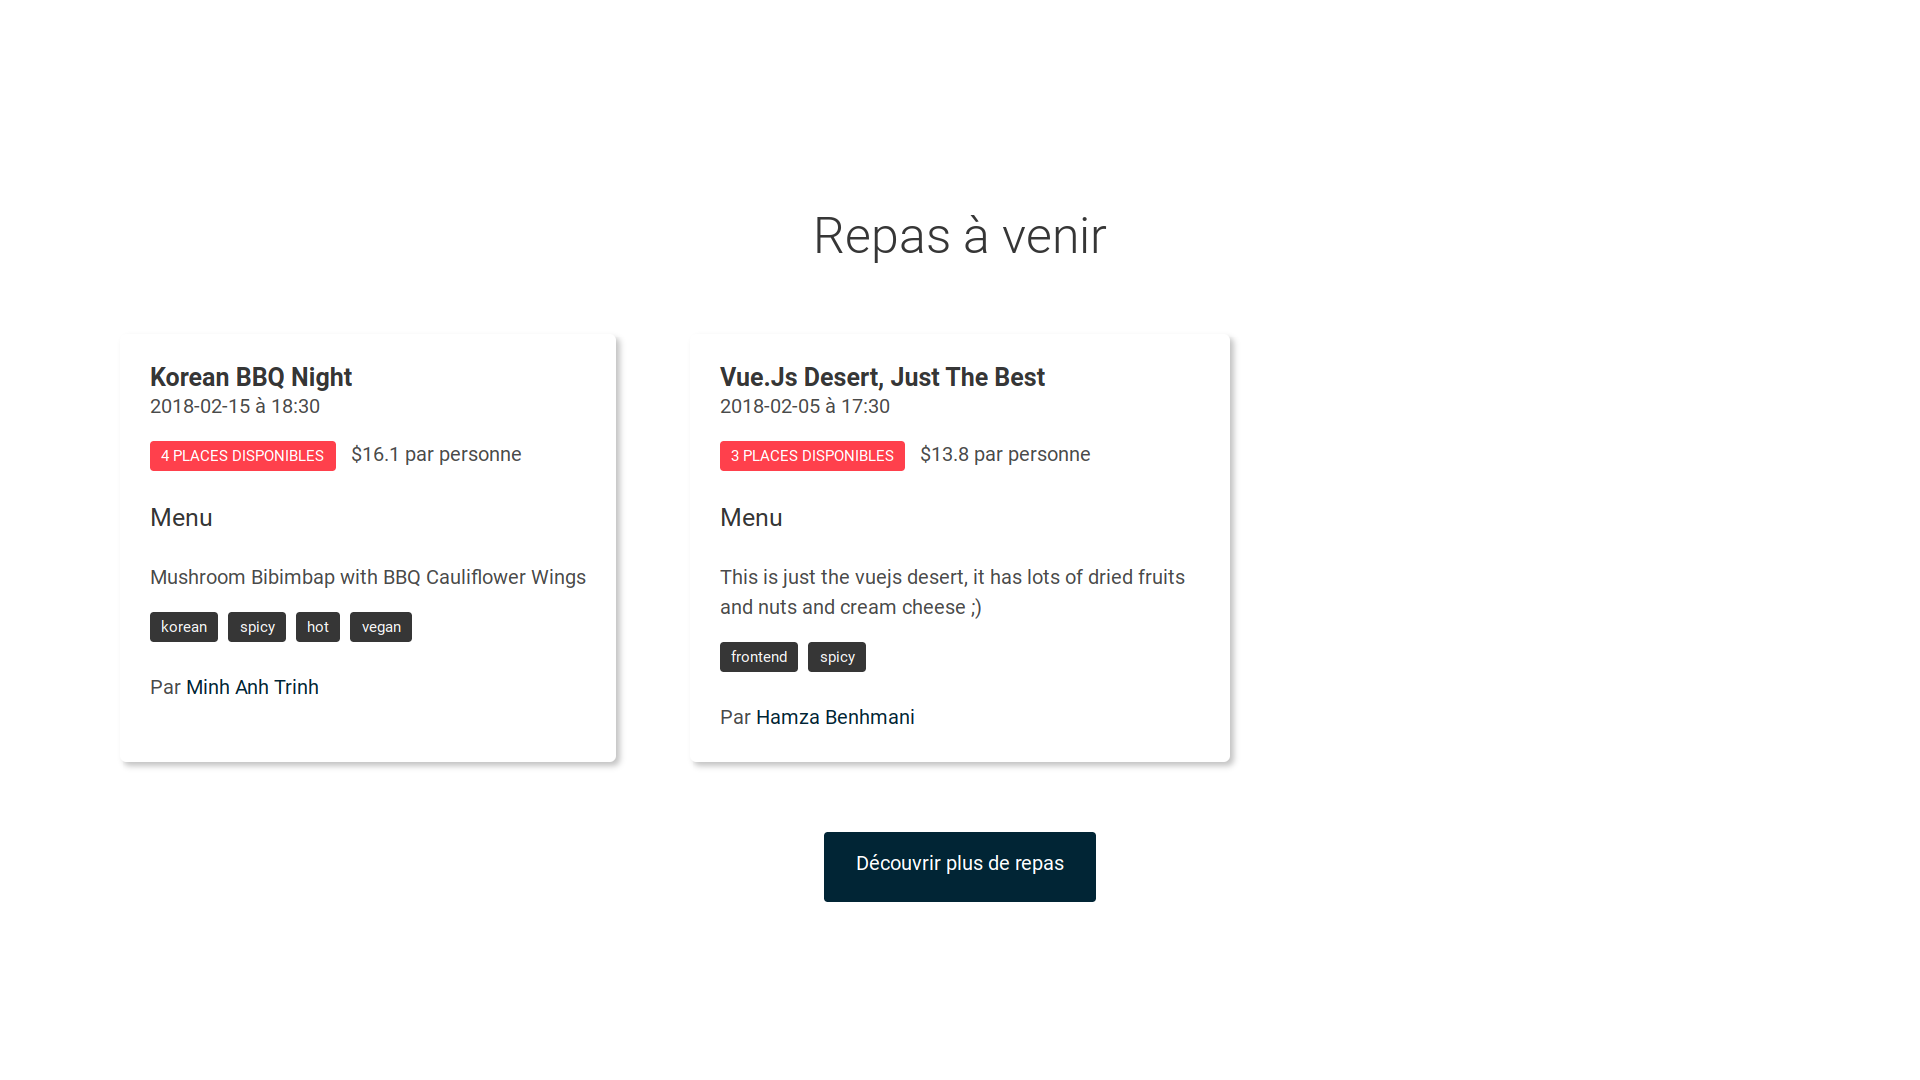 Repas à venir
Korean BBQ Night
2018-02-15 à 18:30
4 PLACES DISPONIBLES $16.1 par personne
Menu
Mushroom Bibimbap with BBQ Cauliflower Wings
korean spicy hot vegan
Par Minh Anh Trinh
Vue.Js Desert, Just The Best
2018-02-05 à 17:30
3 PLACES DISPONIBLES $13.8 par personne
Menu
This is just the vuejs desert, it has lots of dried fruits
and nuts and cream cheese ;)
frontend spicy
Par Hamza Benhmani
Découvrir plus de repas